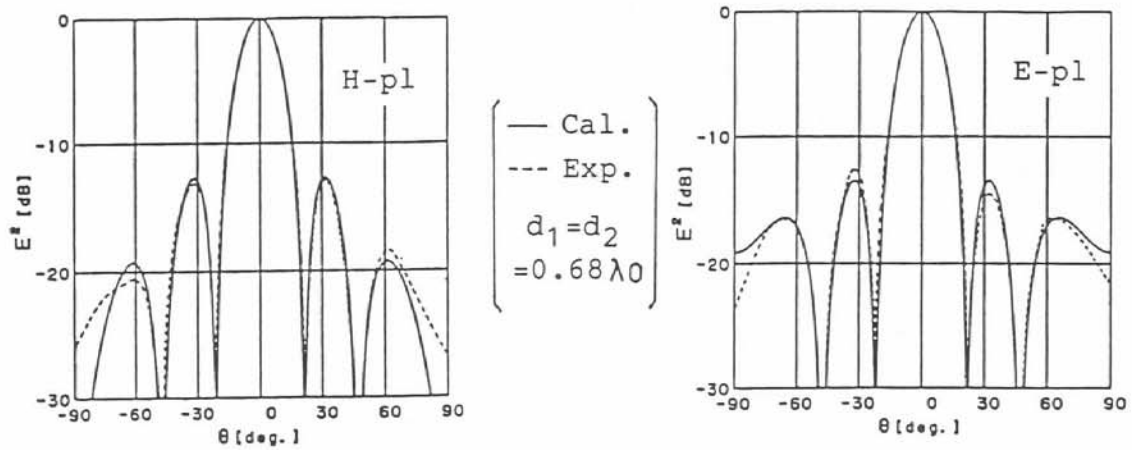 0
-10
-20
-30
E² [dB]
H-pl
-90 -60 -30 0 30 60 90
θ [deg.]
— Cal.
--- Exp.
d₁=d₂
=0.68λ0
0
-10
-20
-30
E² [dB]
E-pl
-90 -60 -30 0 30 60 90
θ [deg.]